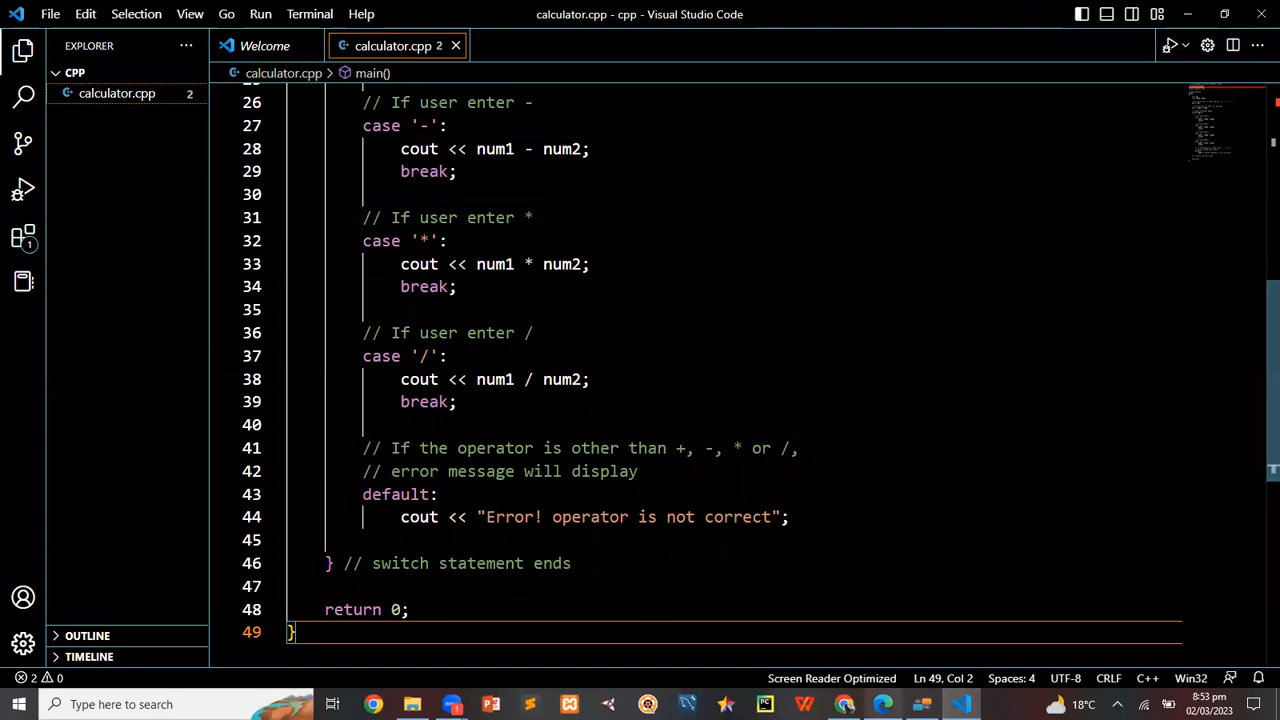 File Edit Selection View Go Run Terminal Help
calculator.cpp - cpp - Visual Studio Code
EXPLORER
CPP
calculator.cpp 2
Welcome
calculator.cpp 2
calculator.cpp > main()
26 // If user enter -
27 case '-':
28 cout << num1 - num2;
29 break;
30
31 // If user enter *
32 case '*':
33 cout << num1 * num2;
34 break;
35
36 // If user enter /
37 case '/':
38 cout << num1 / num2;
39 break;
40
41 // If the operator is other than +, -, * or /,
42 // error message will display
43 default:
44 cout << "Error! operator is not correct";
45
46 } // switch statement ends
47
48 return 0;
49 }
1
OUTLINE
TIMELINE
2 0
Screen Reader Optimized Ln 49, Col 2 Spaces: 4 UTF-8 CRLF C++ Win32
Type here to search
1
18°C
8:53 pm
02/03/2023